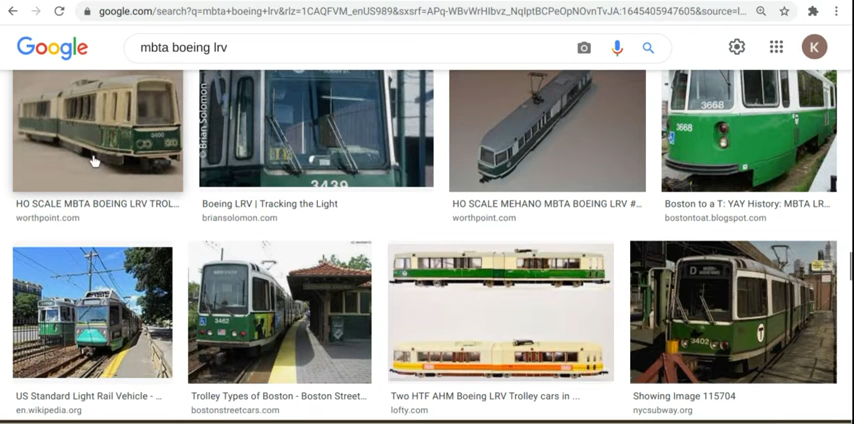 google.com/search?q=mbta+boeing+lrv&rlz=1CAQFVM_enUS989&sxsrf=APq-WBvWrHIbvz_NqIptBCPeOpNOvnTvJA:1645405947605&source=l...
Google
mbta boeing lrv
K
3400
© Brian Solomon
3439
3668
3668
HO SCALE MBTA BOEING LRV TROL...
worthpoint.com
Boeing LRV | Tracking the Light
briansolomon.com
HO SCALE MEHANO MBTA BOEING LRV #...
worthpoint.com
Boston to a T: YAY History: MBTA LR...
bostontoat.blogspot.com
3462
D
T
3402
US Standard Light Rail Vehicle - ...
en.wikipedia.org
Trolley Types of Boston - Boston Street...
bostonstreetcars.com
Two HTF AHM Boeing LRV Trolley cars in ...
lofty.com
Showing Image 115704
nycsubway.org